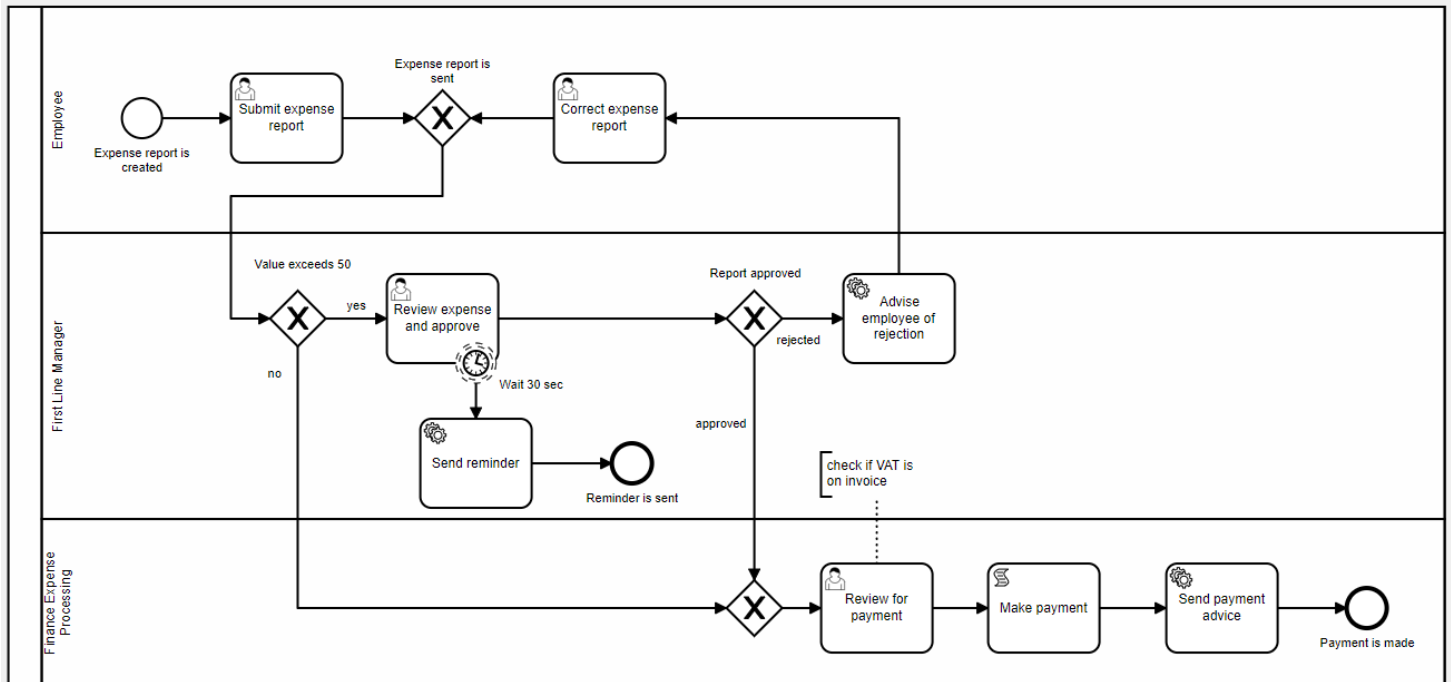 Employee
Expense report is
created
Submit expense
report
Expense report is
sent
X
Correct expense
report
First Line Manager
Value exceeds 50
X
yes
no
Review expense
and approve
Wait 30 sec
Send reminder
Reminder is sent
Report approved
X
rejected
approved
Advise
employee of
rejection
check if VAT is
on invoice
Finance Expense
Processing
X
Review for
payment
Make payment
Send payment
advice
Payment is made